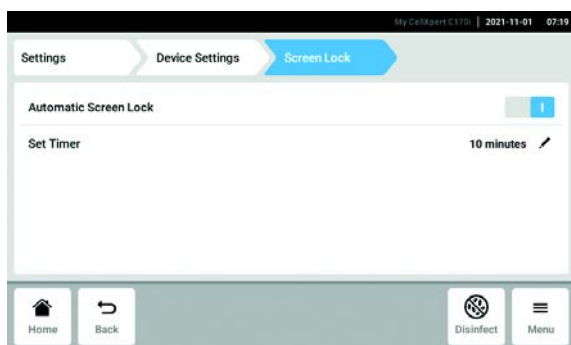 My CellXpert C170i | 2021-11-01 07:19
Settings Device Settings Screen Lock
Automatic Screen Lock I
Set Timer 10 minutes
Home Back Disinfect Menu